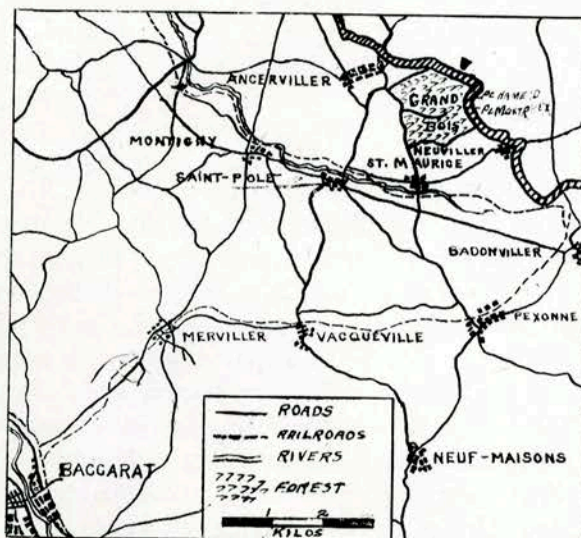 ANCERVILLER
GRAND
BOIS
NEUVILLER
MONTIGNY
ST. MAURICE
SAINT-POLE
BADONVILLER
PEXONNE
MERVILLER
VACQUEVILLE
ROADS
RAILROADS
RIVERS
FOREST
1 2
KILOS
BACCARAT
NEUF-MAISONS